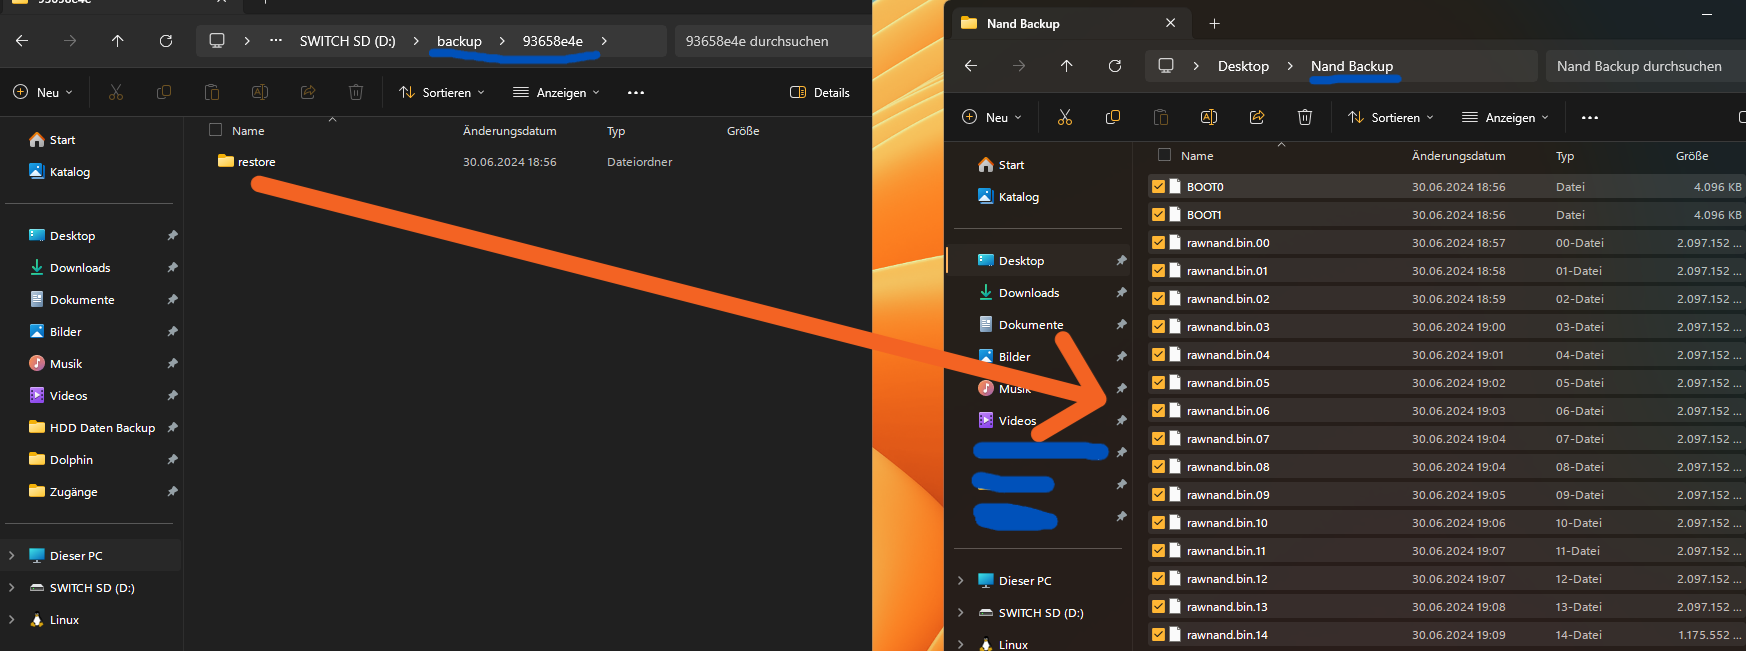 SWITCH SD (D:) backup 93658e4e
93658e4e durchsuchen
Neu
Sortieren
Anzeigen
Details
Name Änderungsdatum Typ Größe
restore 30.06.2024 18:56 Dateiordner
Start
Katalog
Desktop
Downloads
Dokumente
Bilder
Musik
Videos
HDD Daten Backup
Dolphin
Zugänge
Dieser PC
SWITCH SD (D:)
Linux
Nand Backup
Desktop Nand Backup
Nand Backup durchsuchen
Neu
Sortieren
Anzeigen
Start
Katalog
Desktop
Downloads
Dokumente
Bilder
Musik
Videos
Dieser PC
SWITCH SD (D:)
Linux
Name Änderungsdatum Typ Größe
BOOT0 30.06.2024 18:56 Datei 4.096 KB
BOOT1 30.06.2024 18:56 Datei 4.096 KB
rawnand.bin.00 30.06.2024 18:57 00-Datei 2.097.152 ...
rawnand.bin.01 30.06.2024 18:58 01-Datei 2.097.152 ...
rawnand.bin.02 30.06.2024 18:59 02-Datei 2.097.152 ...
rawnand.bin.03 30.06.2024 19:00 03-Datei 2.097.152 ...
rawnand.bin.04 30.06.2024 19:01 04-Datei 2.097.152 ...
rawnand.bin.05 30.06.2024 19:02 05-Datei 2.097.152 ...
rawnand.bin.06 30.06.2024 19:03 06-Datei 2.097.152 ...
rawnand.bin.07 30.06.2024 19:04 07-Datei 2.097.152 ...
rawnand.bin.08 30.06.2024 19:04 08-Datei 2.097.152 ...
rawnand.bin.09 30.06.2024 19:05 09-Datei 2.097.152 ...
rawnand.bin.10 30.06.2024 19:06 10-Datei 2.097.152 ...
rawnand.bin.11 30.06.2024 19:07 11-Datei 2.097.152 ...
rawnand.bin.12 30.06.2024 19:07 12-Datei 2.097.152 ...
rawnand.bin.13 30.06.2024 19:08 13-Datei 2.097.152 ...
rawnand.bin.14 30.06.2024 19:09 14-Datei 1.175.552 ...